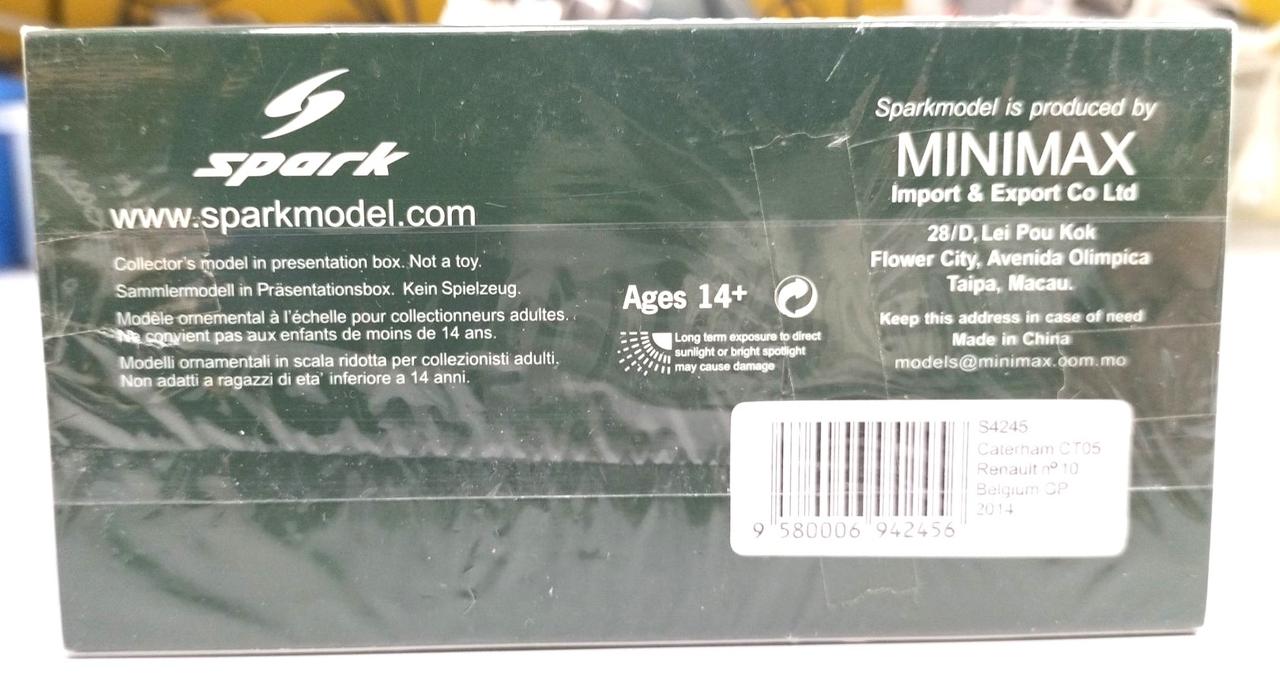 spark
www.sparkmodel.com
Collector's model in presentation box. Not a toy.
Sammlermodell in Präsentationsbox. Kein Spielzeug.
Modèle ornemental à l'échelle pour collectionneurs adultes.
Ne convient pas aux enfants de moins de 14 ans.
Modelli ornamentali in scala ridotta per collezionisti adulti.
Non adatti a ragazzi di eta' inferiore a 14 anni.
Ages 14+
Long term exposure to direct
sunlight or bright spotlight
may cause damage
Sparkmodel is produced by
MINIMAX
Import & Export Co Ltd
28/D, Lei Pou Kok
Flower City, Avenida Olimpica
Taipa, Macau.
Keep this address in case of need
Made in China
models@minimax.com.mo
S4245
Caterham CT05
Renault nº 10
Belgium GP
2014
9 580006 942456